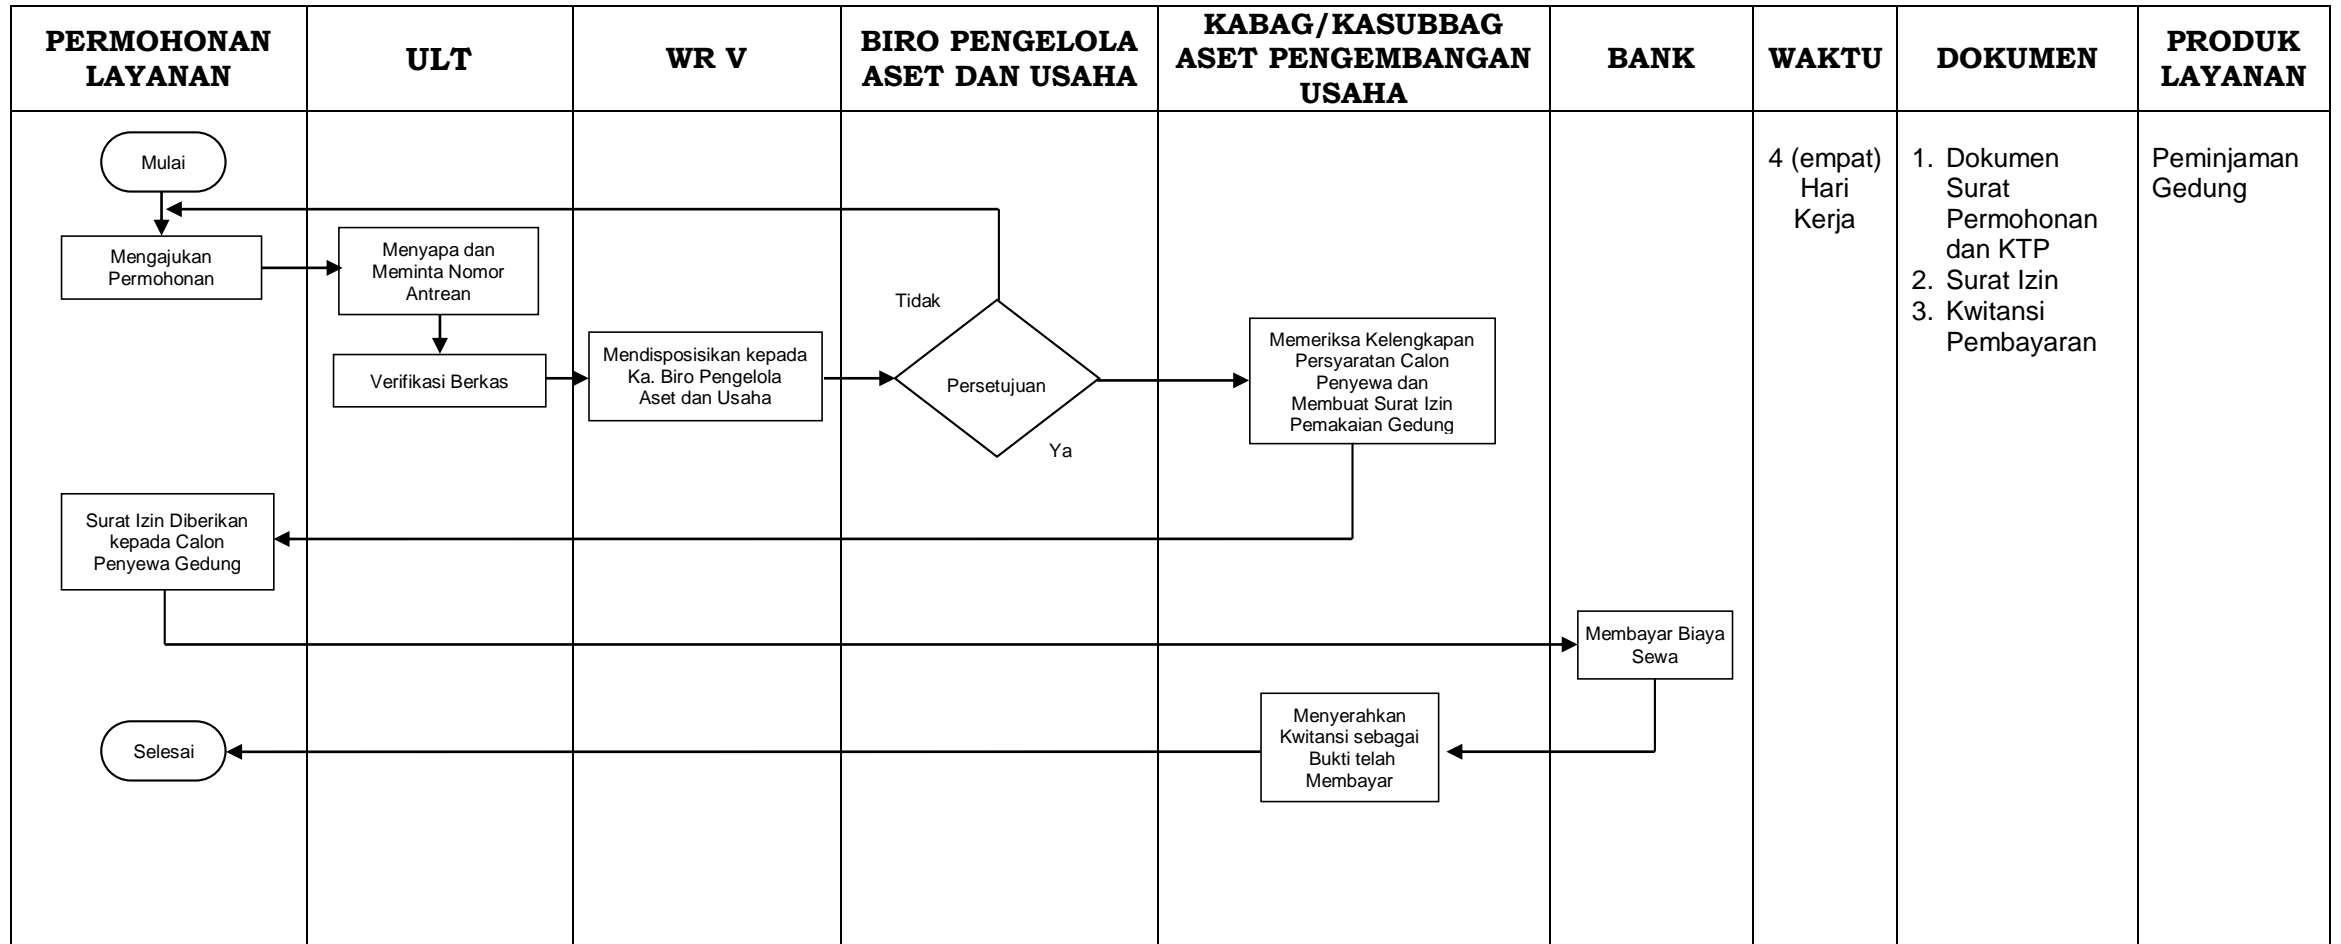 PERMOHONAN
LAYANAN
ULT
WR V
BIRO PENGELOLA
ASET DAN USAHA
KABAG/KASUBBAG
ASET PENGEMBANGAN
USAHA
BANK
WAKTU
DOKUMEN
PRODUK
LAYANAN
Mulai
Mengajukan
Permohonan
Menyapa dan
Meminta Nomor
Antrean
Verifikasi Berkas
Mendisposisikan kepada
Ka. Biro Pengelola
Aset dan Usaha
Tidak
Persetujuan
Ya
Memeriksa Kelengkapan
Persyaratan Calon
Penyewa dan
Membuat Surat Izin
Pemakaian Gedung
4 (empat)
Hari
Kerja
1. Dokumen
Surat
Permohonan
dan KTP
2. Surat Izin
3. Kwitansi
Pembayaran
Peminjaman
Gedung
Surat Izin Diberikan
kepada Calon
Penyewa Gedung
Membayar Biaya
Sewa
Menyerahkan
Kwitansi sebagai
Bukti telah
Membayar
Selesai